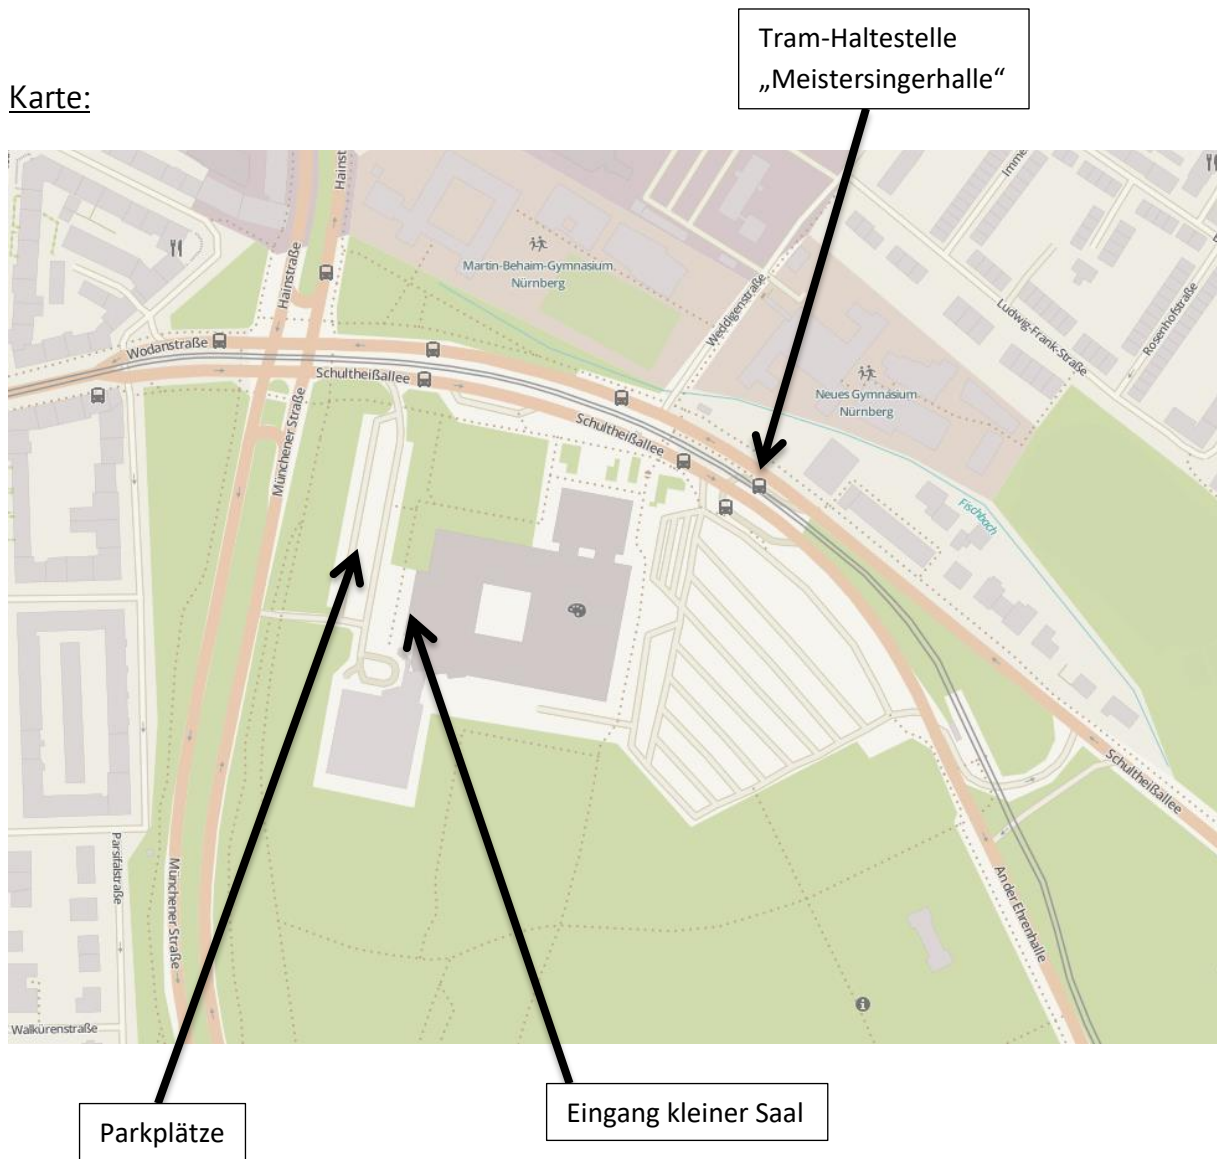 Tram-Haltestelle
„Meistersingerhalle“
Karte:
Hainst
Hainstraße
Martin-Behaim-Gymnasium
Nürnberg
Weddigenstraße
Imme
Ludwig-Frank-Straße
Rosenhofstraße
Wodanstraße
Schultheißallee
Münchener Straße
Schultheißallee
Neues Gymnasium
Nürnberg
Fischbach
Schultheißallee
Parsifalstraße
Münchener Straße
An der Ehrenhalle
Walkürenstraße
Eingang kleiner Saal
Parkplätze